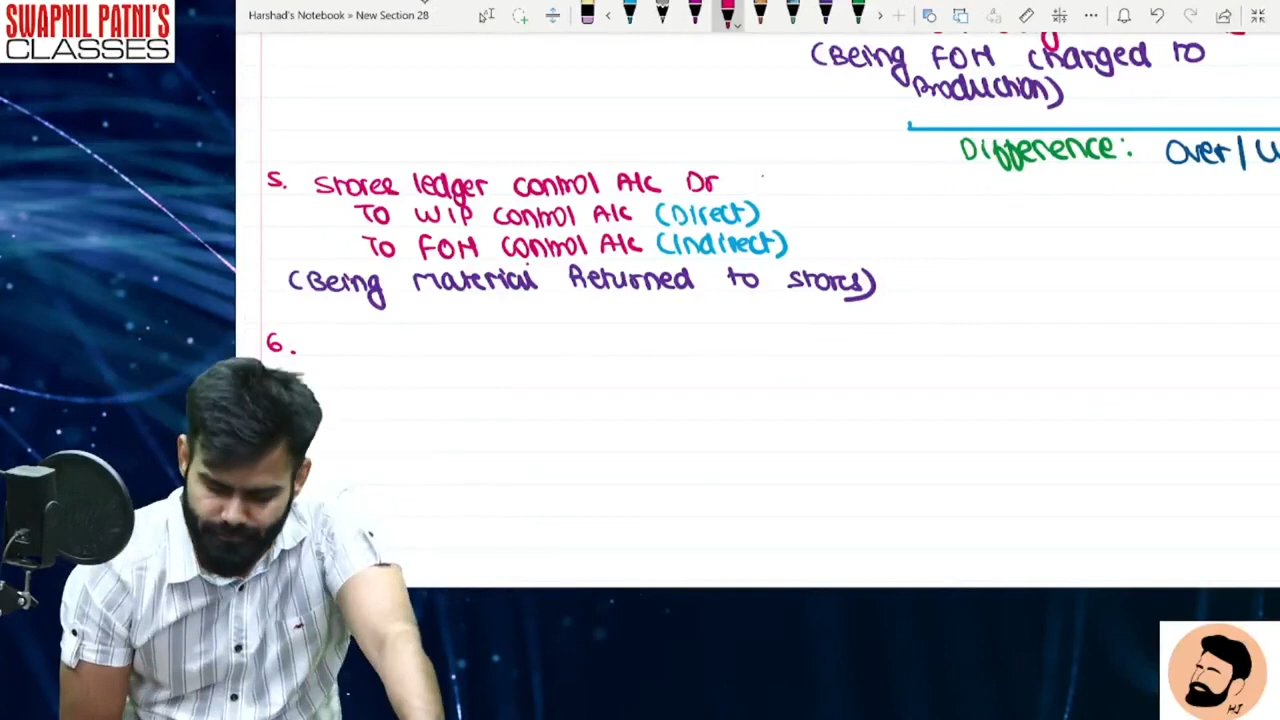 SWAPNIL PATNI'S
CLASSES
Harshad's Notebook » New Section 28
(Being FOH charged to
Production)
Difference: Over/U
5. Stores ledger control A/c Dr
To WIP control A/c (Direct)
To FOH control A/c (Indirect)
(Being Material Returned to stores)
6.
HJ